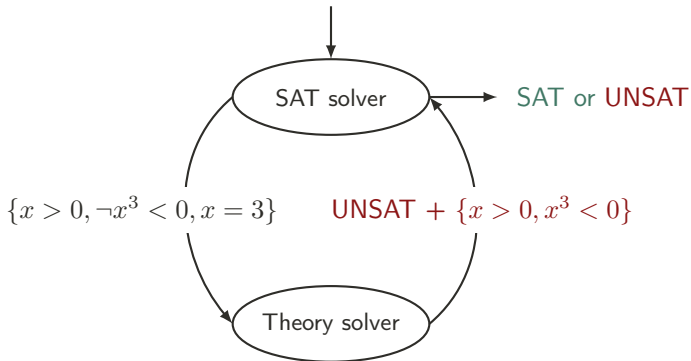 SAT solver
SAT or UNSAT
{x > 0, ¬x³ < 0, x = 3}
UNSAT + {x > 0, x³ < 0}
Theory solver